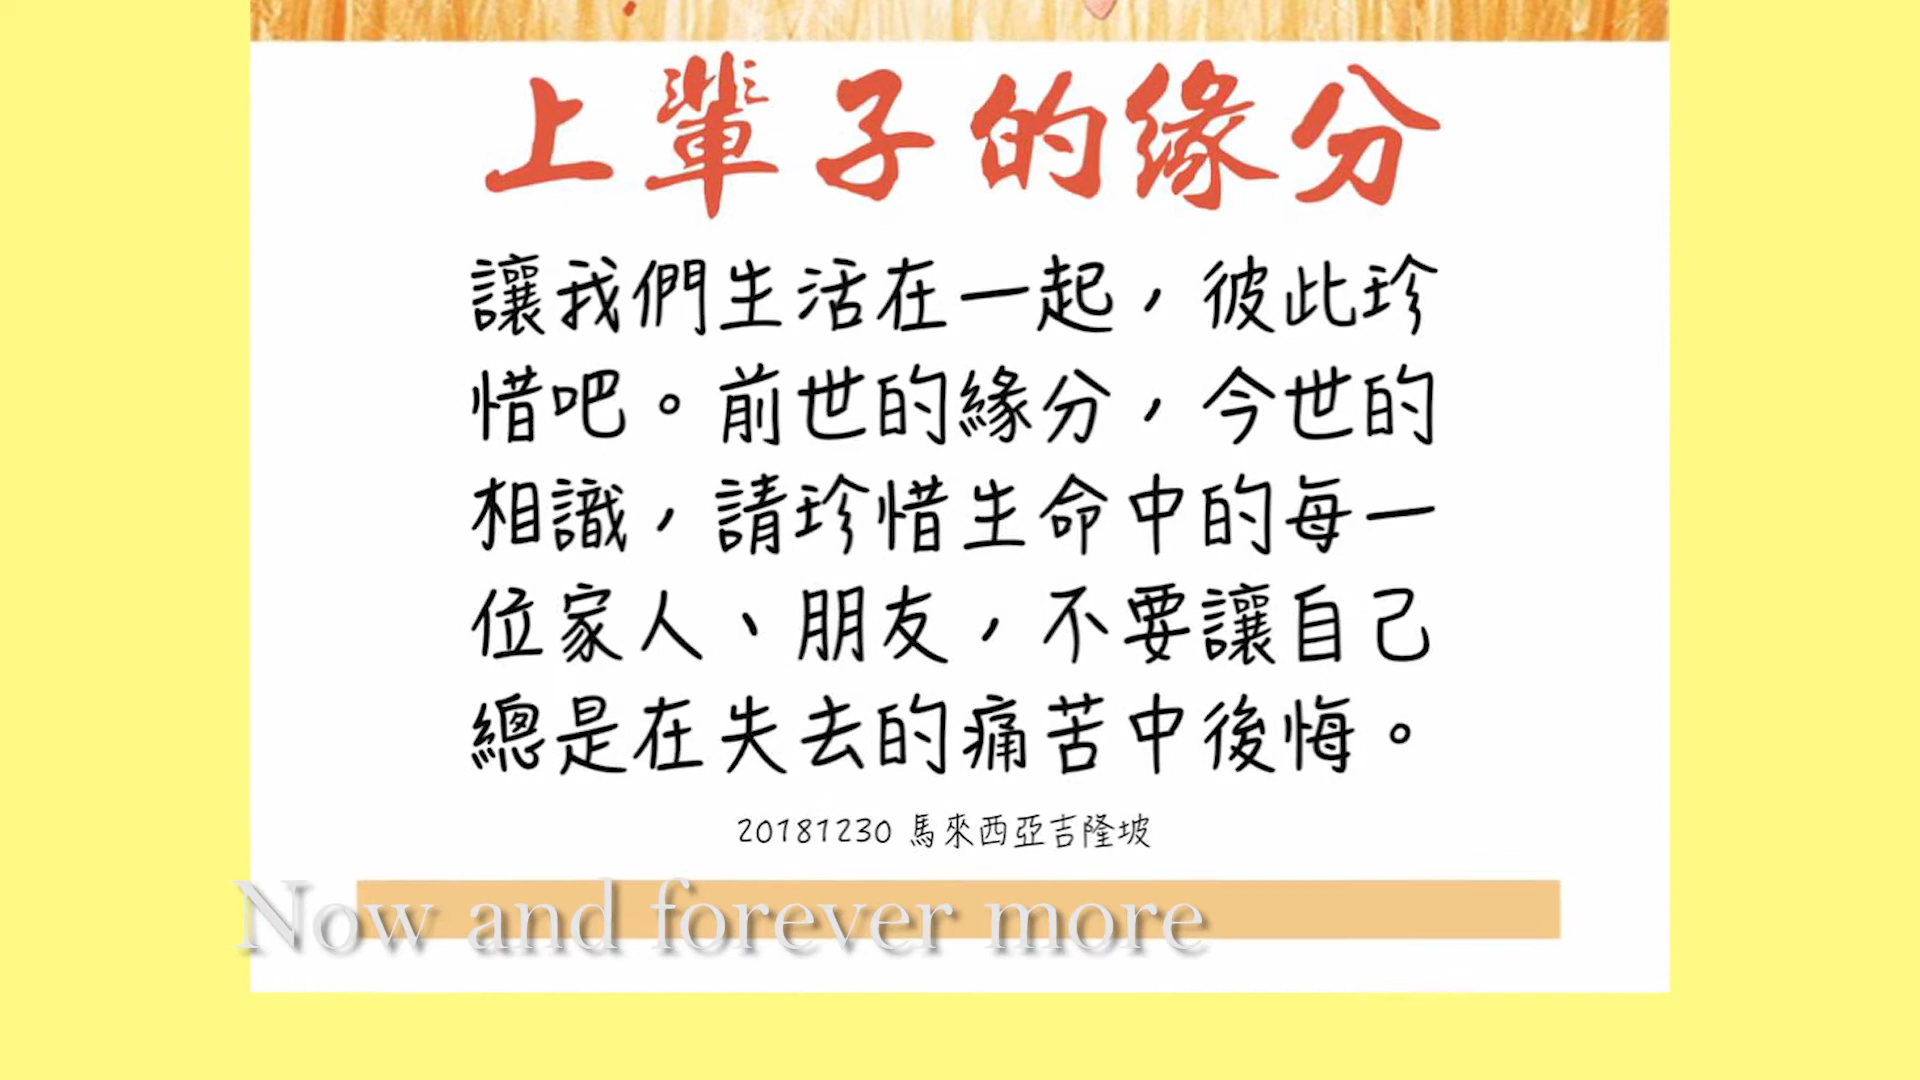 上輩子的緣分
讓我們生活在一起，彼此珍
惜吧。前世的緣分，今世的
相識，請珍惜生命中的每一
位家人、朋友，不要讓自己
總是在失去的痛苦中後悔。
20181230 馬來西亞吉隆坡
Now and forever more